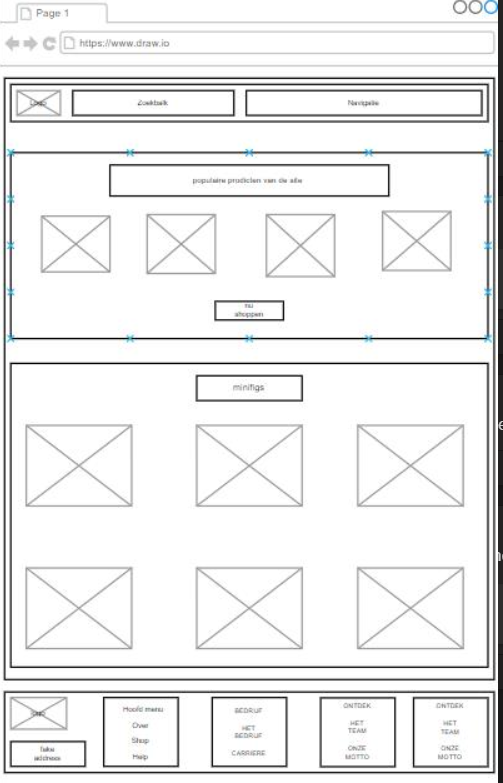 Page 1
https://www.draw.io
Logo
Zoekbalk
Navigatie
populaire prodicten van de site
nu
shoppen
minifigs
logo
fake
address
Hoofd menu
Over
Shop
Help
BEDRIJF
HET
BEDRIJF
CARRIERE
ONTDEK
HET
TEAM
ONZE
MOTTO
ONTDEK
HET
TEAM
ONZE
MOTTO